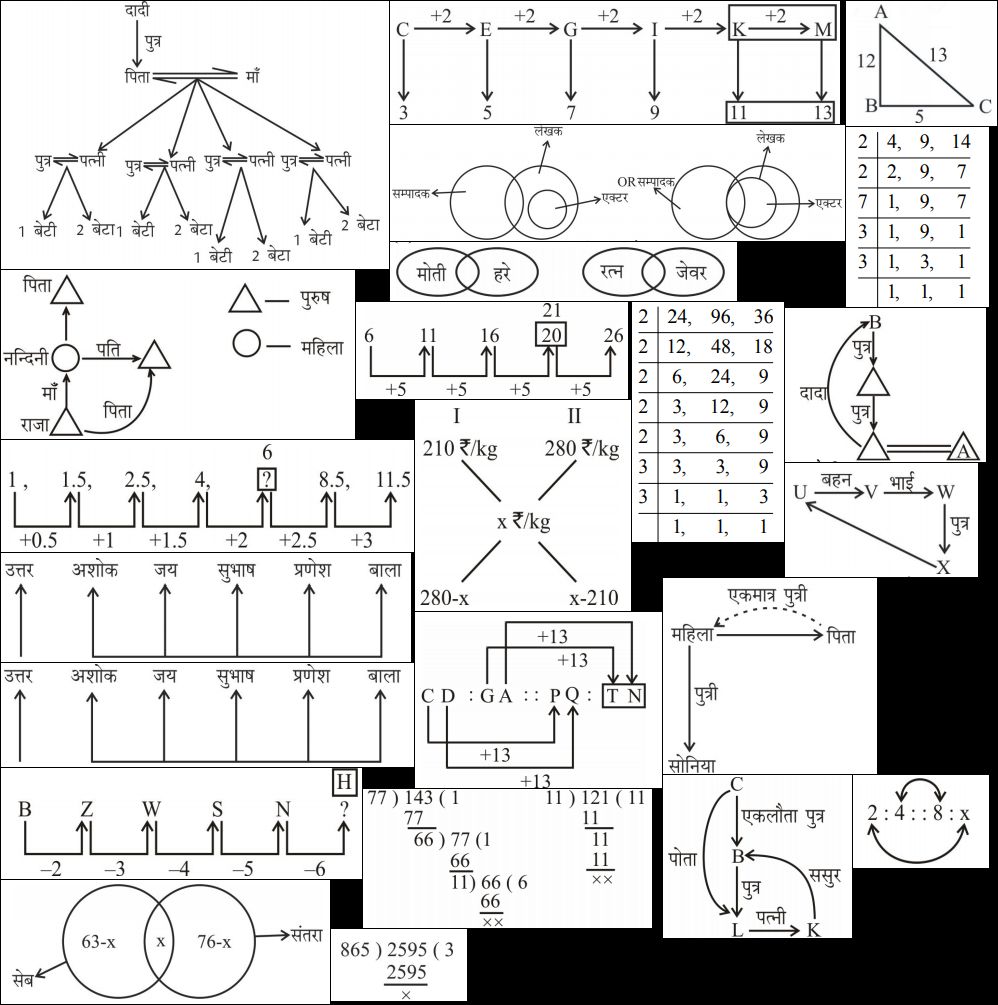 दादी
पुत्र
पिता माँ
पुत्र पत्नी पुत्र पत्नी पुत्र पत्नी पुत्र पत्नी
1 बेटी 2 बेटा 1 बेटी 2 बेटा 1 बेटी 2 बेटा 1 बेटी 2 बेटा
+2 +2 +2 +2 +2
C E G I K M
3 5 7 9 11 13
A
12 13
B 5 C
लेखक
सम्पादक
एक्टर
लेखक
OR सम्पादक
एक्टर
2 4, 9, 14
2 2, 9, 7
7 1, 9, 7
3 1, 9, 1
3 1, 3, 1
1, 1, 1
मोती हरे रत्न जेवर
पिता
पुरुष
महिला
नन्दिनी पति
माँ
पिता
राजा
21
6 11 16 20 26
+5 +5 +5 +5
2 24, 96, 36
2 12, 48, 18
2 6, 24, 9
2 3, 12, 9
2 3, 6, 9
3 3, 3, 9
3 1, 1, 3
1, 1, 1
B
पुत्र
दादा
पुत्र
A
I II
210 ₹/kg 280 ₹/kg
x ₹/kg
280-x x-210
6
1 , 1.5, 2.5, 4, ? 8.5, 11.5
+0.5 +1 +1.5 +2 +2.5 +3
बहन भाई
U V W
पुत्र
X
उत्तर अशोक जय सुभाष प्रणेश बाला
उत्तर अशोक जय सुभाष प्रणेश बाला
+13
+13
C D : G A :: P Q : T N
+13
+13
एकमात्र पुत्री
महिला पिता
पुत्री
सोनिया
H
B Z W S N ?
–2 –3 –4 –5 –6
77 ) 143 ( 1
77
66 ) 77 (1
66
11) 66 ( 6
66
××
11 ) 121 ( 11
11
11
11
××
C
एकलौता पुत्र
पोता
B
ससुर
पुत्र
पत्नी
L K
2 : 4 : : 8 : x
63-x x 76-x
संतरा
सेब
865 ) 2595 ( 3
2595
×